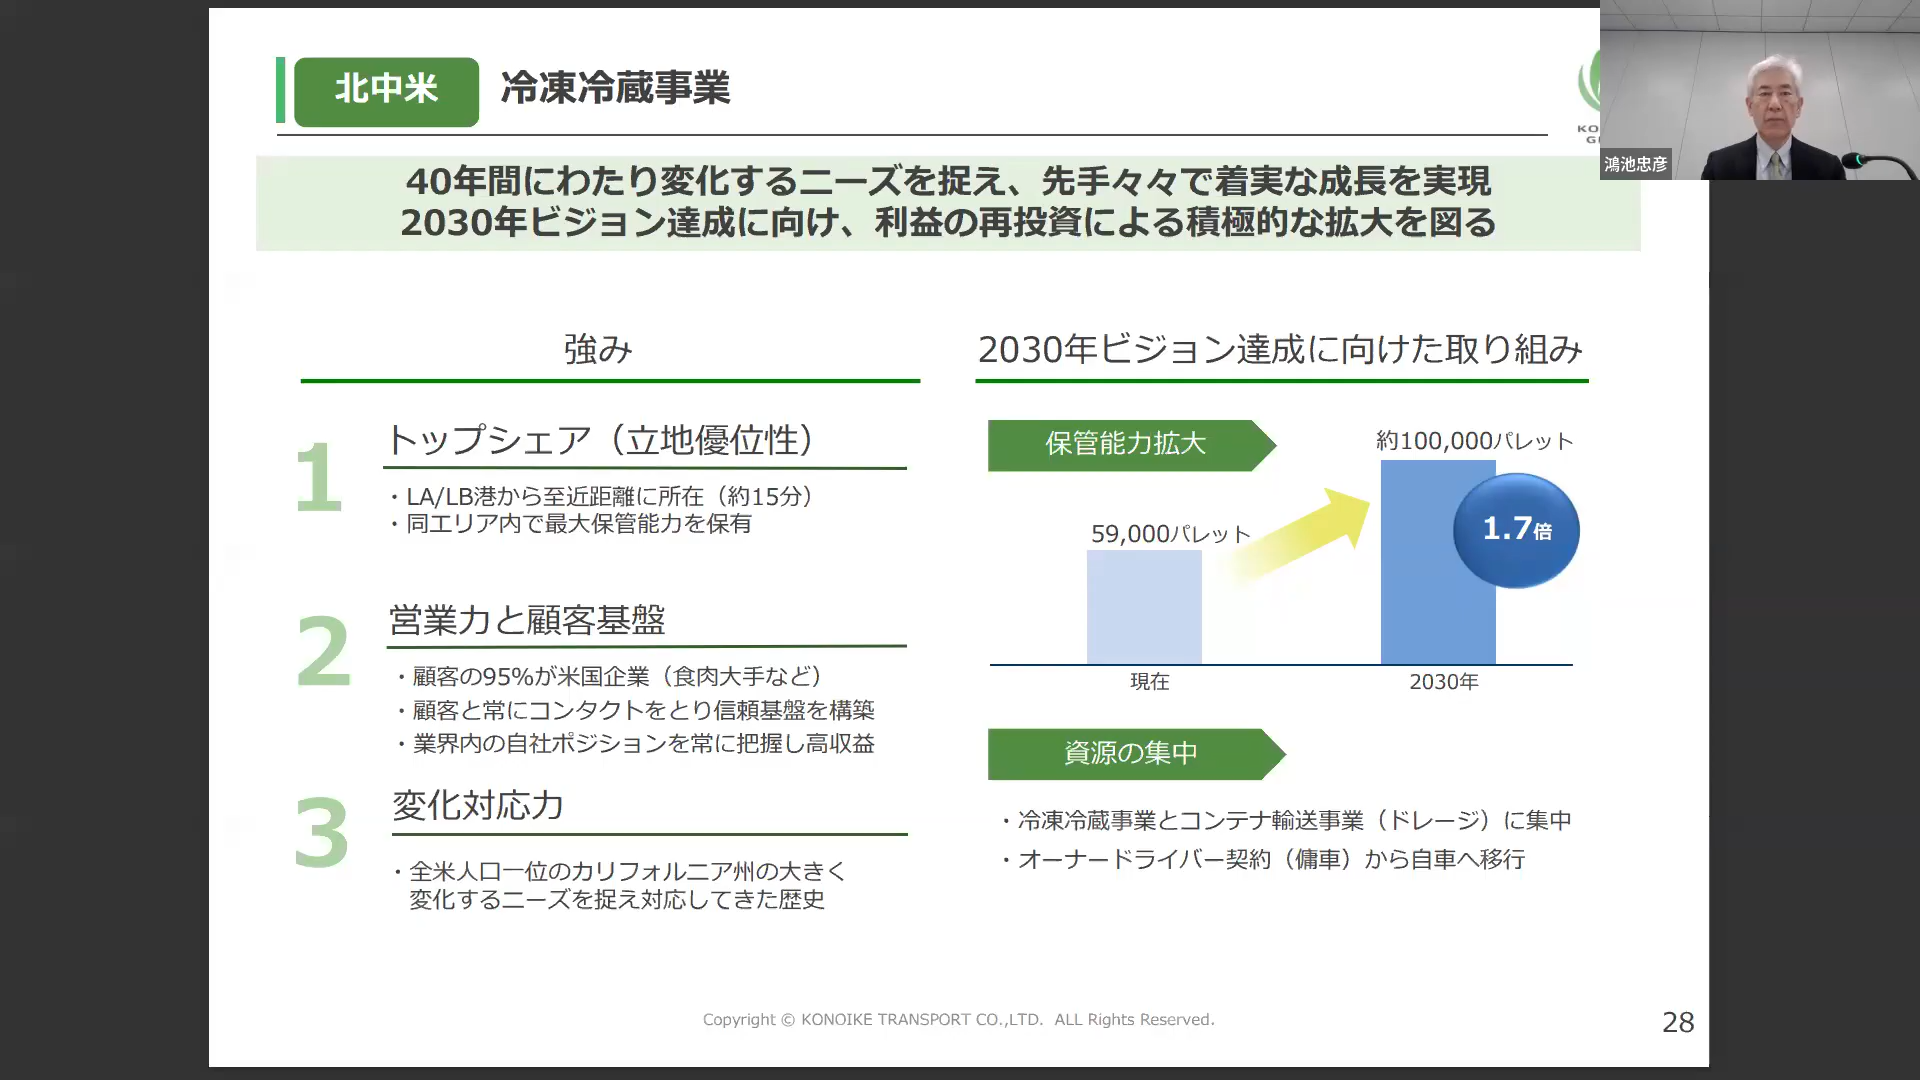 北中米
冷凍冷蔵事業
鴻池忠彦
40年間にわたり変化するニーズを捉え、先手々々で着実な成長を実現
2030年ビジョン達成に向け、利益の再投資による積極的な拡大を図る
強み
1
トップシェア（立地優位性）
・LA/LB港から至近距離に所在（約15分）
・同エリア内で最大保管能力を保有
2
営業力と顧客基盤
・顧客の95%が米国企業（食肉大手など）
・顧客と常にコンタクトをとり信頼基盤を構築
・業界内の自社ポジションを常に把握し高収益
3
変化対応力
・全米人口一位のカリフォルニア州の大きく
変化するニーズを捉え対応してきた歴史
2030年ビジョン達成に向けた取り組み
保管能力拡大
約100,000パレット
59,000パレット
1.7倍
現在
2030年
資源の集中
・冷凍冷蔵事業とコンテナ輸送事業（ドレージ）に集中
・オーナードライバー契約（傭車）から自車へ移行
Copyright © KONOIKE TRANSPORT CO.,LTD. ALL Rights Reserved.
28